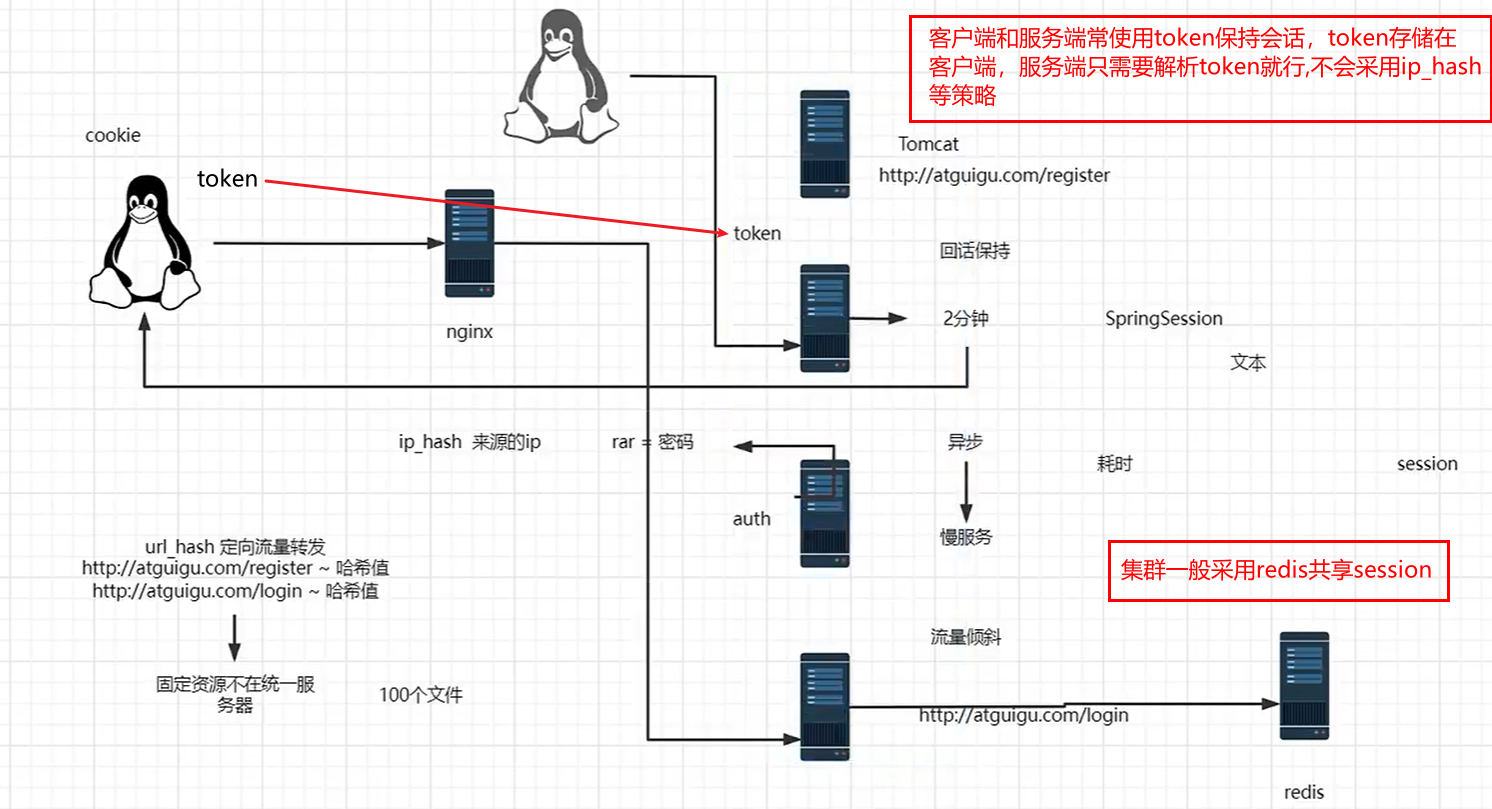 客户端和服务端常使用token保持会话，token存储在
客户端，服务端只需要解析token就行,不会采用ip_hash
等策略
cookie
Tomcat
token
http://atguigu.com/register
token
回话保持
nginx
2分钟
SpringSession
文本
ip_hash 来源的ip
rar = 密码
异步
耗时
session
auth
慢服务
url_hash 定向流量转发
http://atguigu.com/register ~ 哈希值
http://atguigu.com/login ~ 哈希值
集群一般采用redis共享session
流量倾斜
固定资源不在统一服
务器
100个文件
http://atguigu.com/login
redis